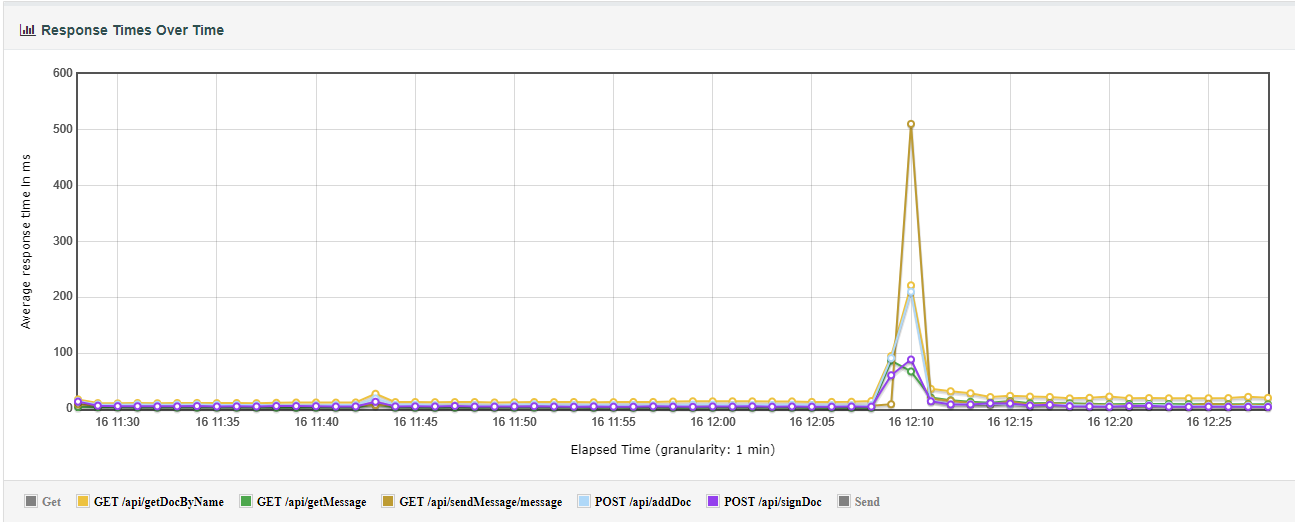 Response Times Over Time
600
500
400
300
200
100
0
Average response time in ms
16 11:30 16 11:35 16 11:40 16 11:45 16 11:50 16 11:55 16 12:00 16 12:05 16 12:10 16 12:15 16 12:20 16 12:25
Elapsed Time (granularity: 1 min)
Get GET /api/getDocByName GET /api/getMessage GET /api/sendMessage/message POST /api/addDoc POST /api/signDoc Send